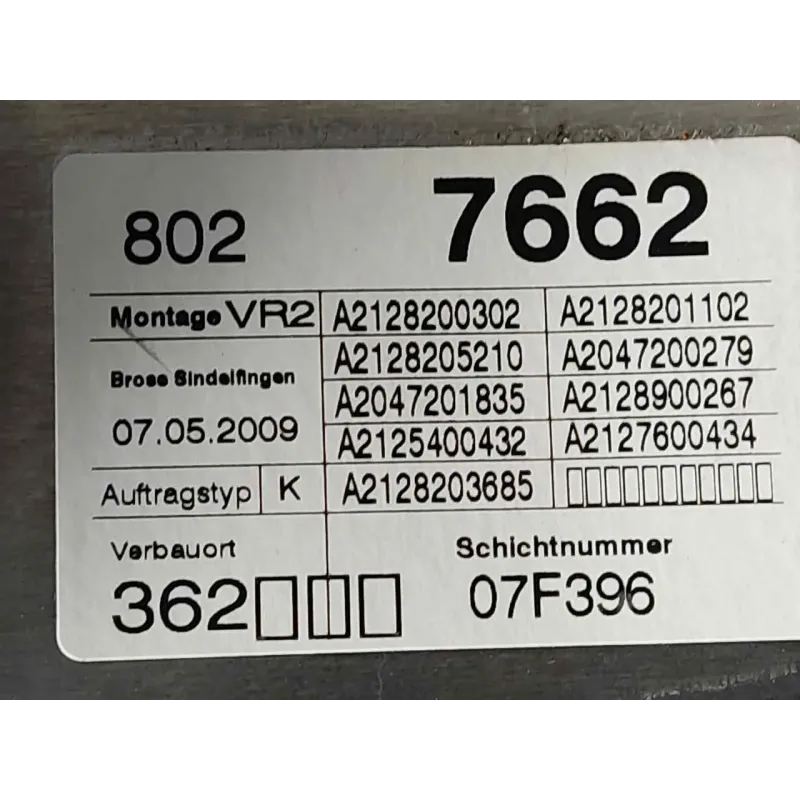 802 7662
Montage VR2 A2128200302 A2128201102
A2128205210 A2047200279
Brose Sindelfingen A2047201835 A2128900267
07.05.2009 A2125400432 A2127600434
Auftragstyp K A2128203685 ▯▯▯▯▯▯▯▯▯▯▯
Verbauort Schichtnummer
362▯▯▯ 07F396